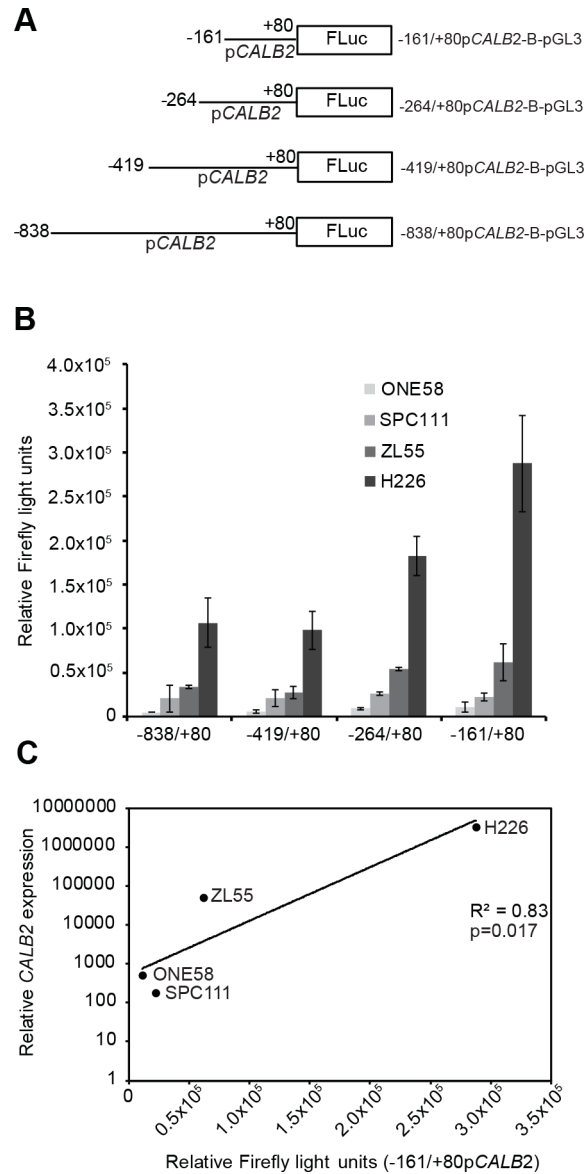 A
-161 +80 FLuc -161/+80pCALB2-B-pGL3
pCALB2
-264 +80 FLuc -264/+80pCALB2-B-pGL3
pCALB2
-419 +80 FLuc -419/+80pCALB2-B-pGL3
pCALB2
-838 +80 FLuc -838/+80pCALB2-B-pGL3
pCALB2
B
Relative Firefly light units
4.0x10⁵
3.5x10⁵
3.0x10⁵
2.5x10⁵
2.0x10⁵
1.5x10⁵
1.0x10⁵
0.5x10⁵
0
ONE58
SPC111
ZL55
H226
-838/+80 -419/+80 -264/+80 -161/+80
C
Relative CALB2 expression
10000000
1000000
100000
10000
1000
100
10
1
H226
ZL55
R² = 0.83
p=0.017
ONE58
SPC111
0 0.5x10⁵ 1.0x10⁵ 1.5x10⁵ 2.0x10⁵ 2.5x10⁵ 3.0x10⁵ 3.5x10⁵
Relative Firefly light units (-161/+80pCALB2)